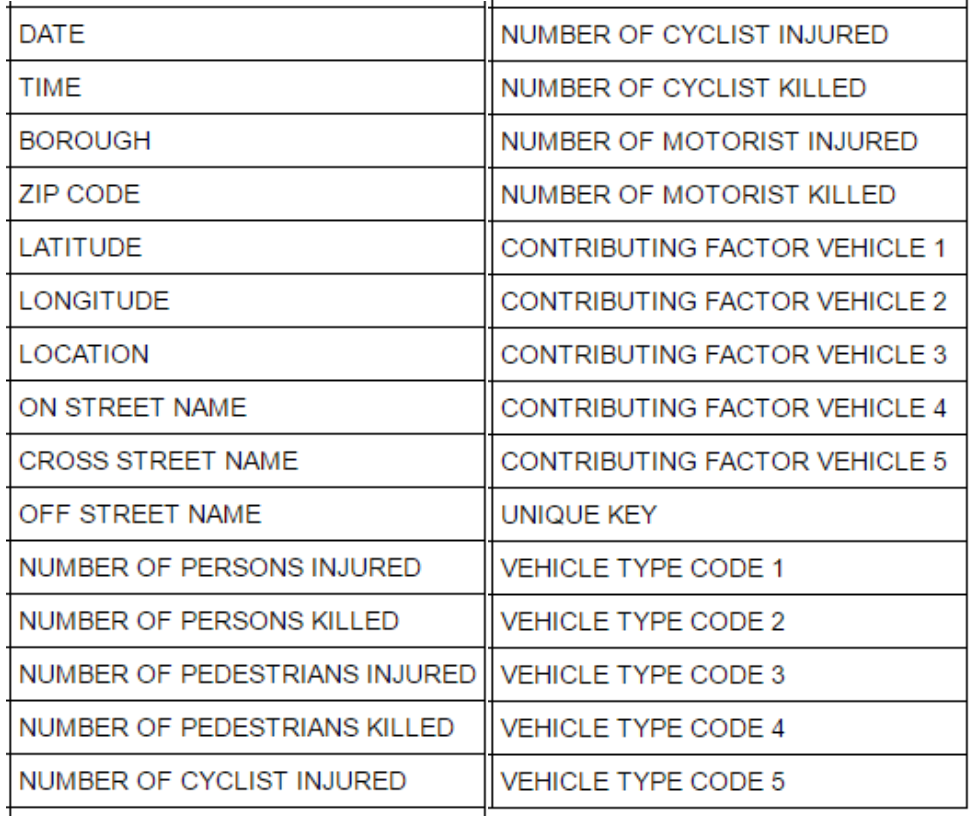 DATE
TIME
BOROUGH
ZIP CODE
LATITUDE
LONGITUDE
LOCATION
ON STREET NAME
CROSS STREET NAME
OFF STREET NAME
NUMBER OF PERSONS INJURED
NUMBER OF PERSONS KILLED
NUMBER OF PEDESTRIANS INJURED
NUMBER OF PEDESTRIANS KILLED
NUMBER OF CYCLIST INJURED
NUMBER OF CYCLIST INJURED
NUMBER OF CYCLIST KILLED
NUMBER OF MOTORIST INJURED
NUMBER OF MOTORIST KILLED
CONTRIBUTING FACTOR VEHICLE 1
CONTRIBUTING FACTOR VEHICLE 2
CONTRIBUTING FACTOR VEHICLE 3
CONTRIBUTING FACTOR VEHICLE 4
CONTRIBUTING FACTOR VEHICLE 5
UNIQUE KEY
VEHICLE TYPE CODE 1
VEHICLE TYPE CODE 2
VEHICLE TYPE CODE 3
VEHICLE TYPE CODE 4
VEHICLE TYPE CODE 5